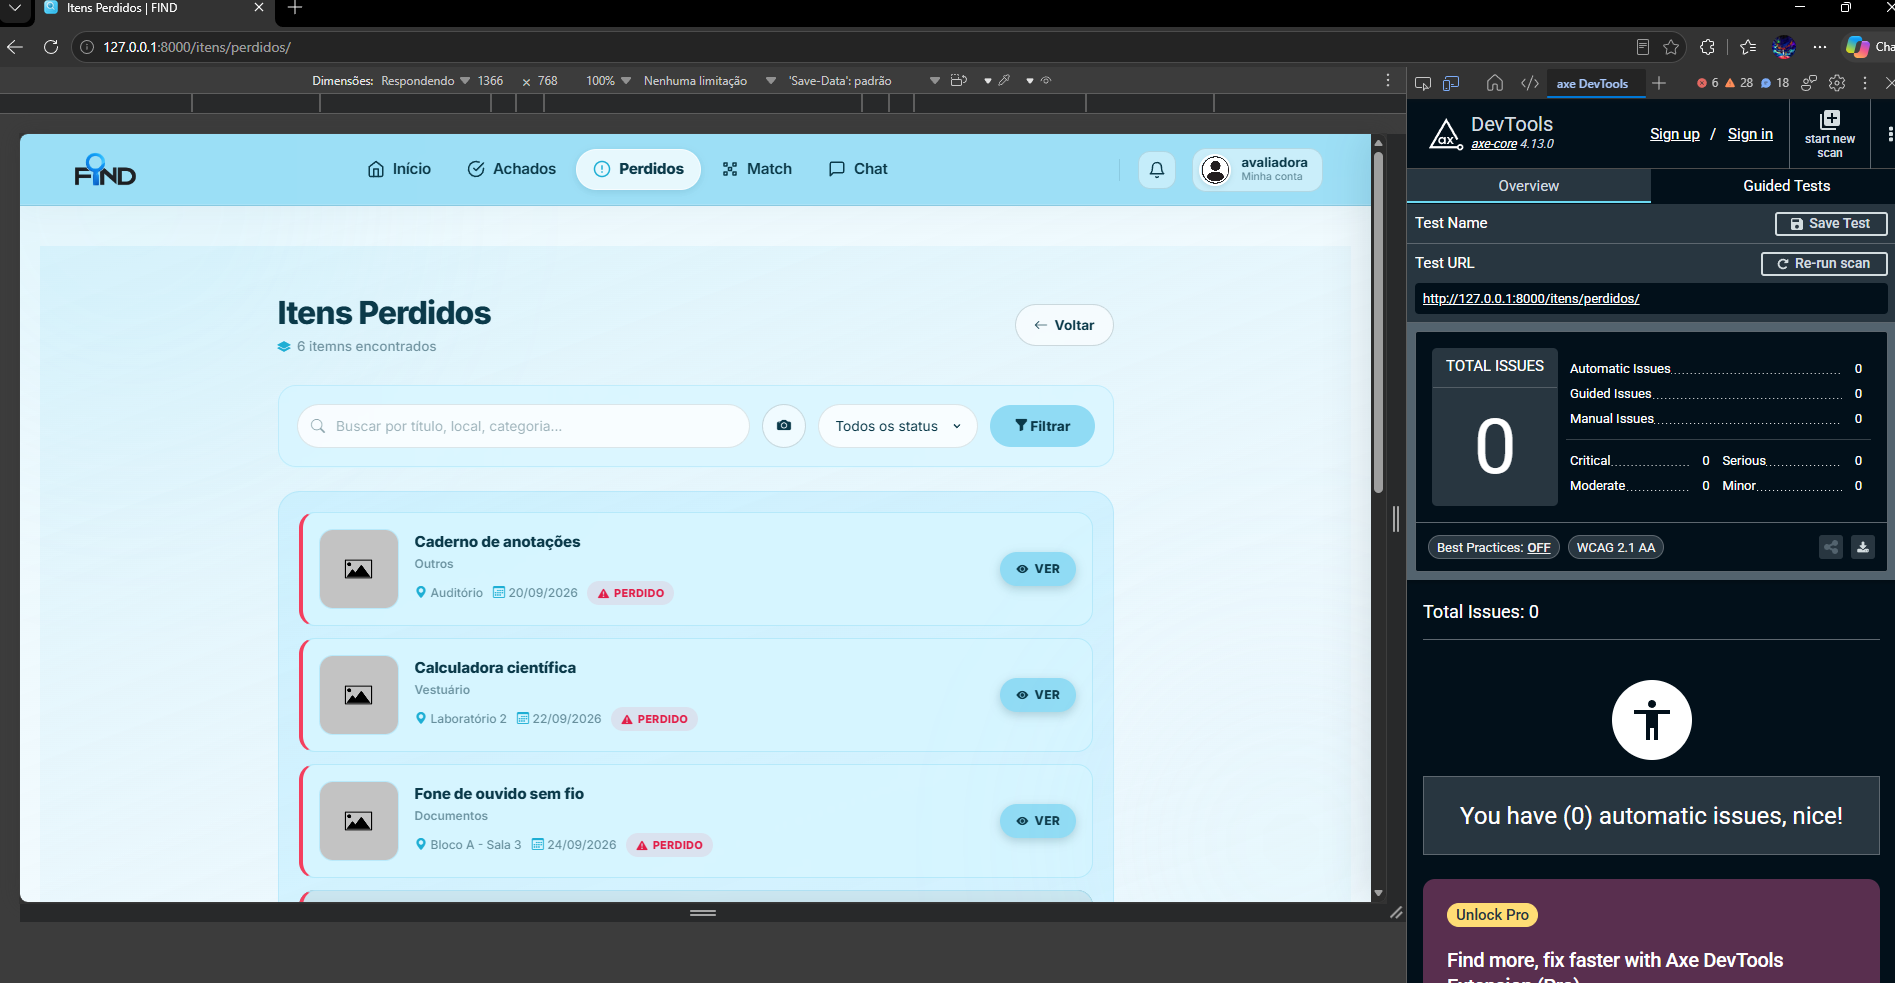 Itens Perdidos | FIND
127.0.0.1:8000/itens/perdidos/
Dimensões: Respondendo 1366 x 768 100% Nenhuma limitação 'Save-Data': padrão
axe DevTools 6 28 18
FIND
Início Achados Perdidos Match Chat
avaliadora
Minha conta
Itens Perdidos
6 itemns encontrados
Voltar
Buscar por título, local, categoria...
Todos os status
Filtrar
Caderno de anotações
Outros
Auditório 20/09/2026 PERDIDO
VER
Calculadora científica
Vestuário
Laboratório 2 22/09/2026 PERDIDO
VER
Fone de ouvido sem fio
Documentos
Bloco A - Sala 3 24/09/2026 PERDIDO
VER
ax
DevTools
axe-core 4.13.0
Sign up / Sign in
start new
scan
Overview Guided Tests
Test Name
Save Test
Test URL
Re-run scan
http://127.0.0.1:8000/itens/perdidos/
TOTAL ISSUES
0
Automatic Issues 0
Guided Issues 0
Manual Issues 0
Critical 0 Serious 0
Moderate 0 Minor 0
Best Practices: OFF
WCAG 2.1 AA
Total Issues: 0
You have (0) automatic issues, nice!
Unlock Pro
Find more, fix faster with Axe DevTools
Extension (Pro)